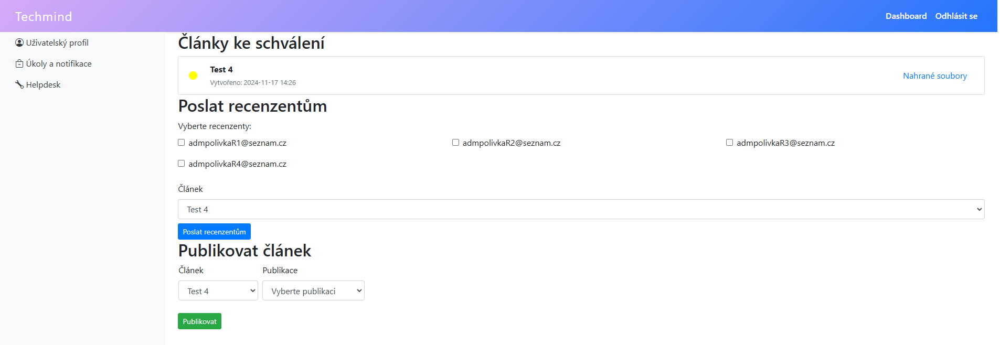 Techmind
Dashboard Odhlásit se
Uživatelský profil
Úkoly a notifikace
Helpdesk
Články ke schválení
Test 4
Vytvořeno: 2024-11-17 14:26
Nahrané soubory
Poslat recenzentům
Vyberte recenzenty:
admpolivkaR1@seznam.cz admpolivkaR2@seznam.cz admpolivkaR3@seznam.cz
admpolivkaR4@seznam.cz
Článek
Test 4
Poslat recenzentům
Publikovat článek
Článek Publikace
Test 4 Vyberte publikaci
Publikovat